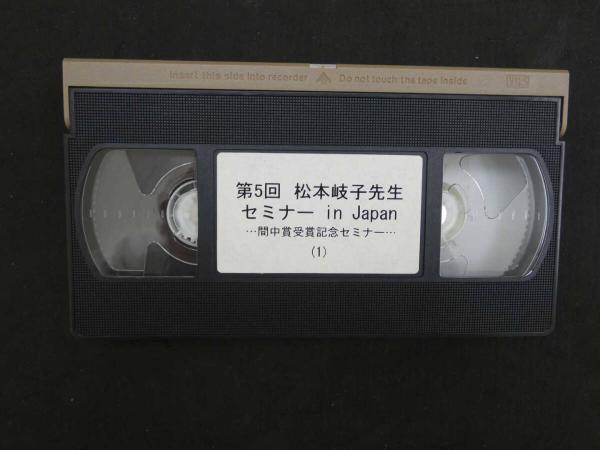 Insert this side into recorder Do not touch the tape inside VHS
第5回 松本岐子先生
セミナー in Japan
…間中賞受賞記念セミナー…
(1)